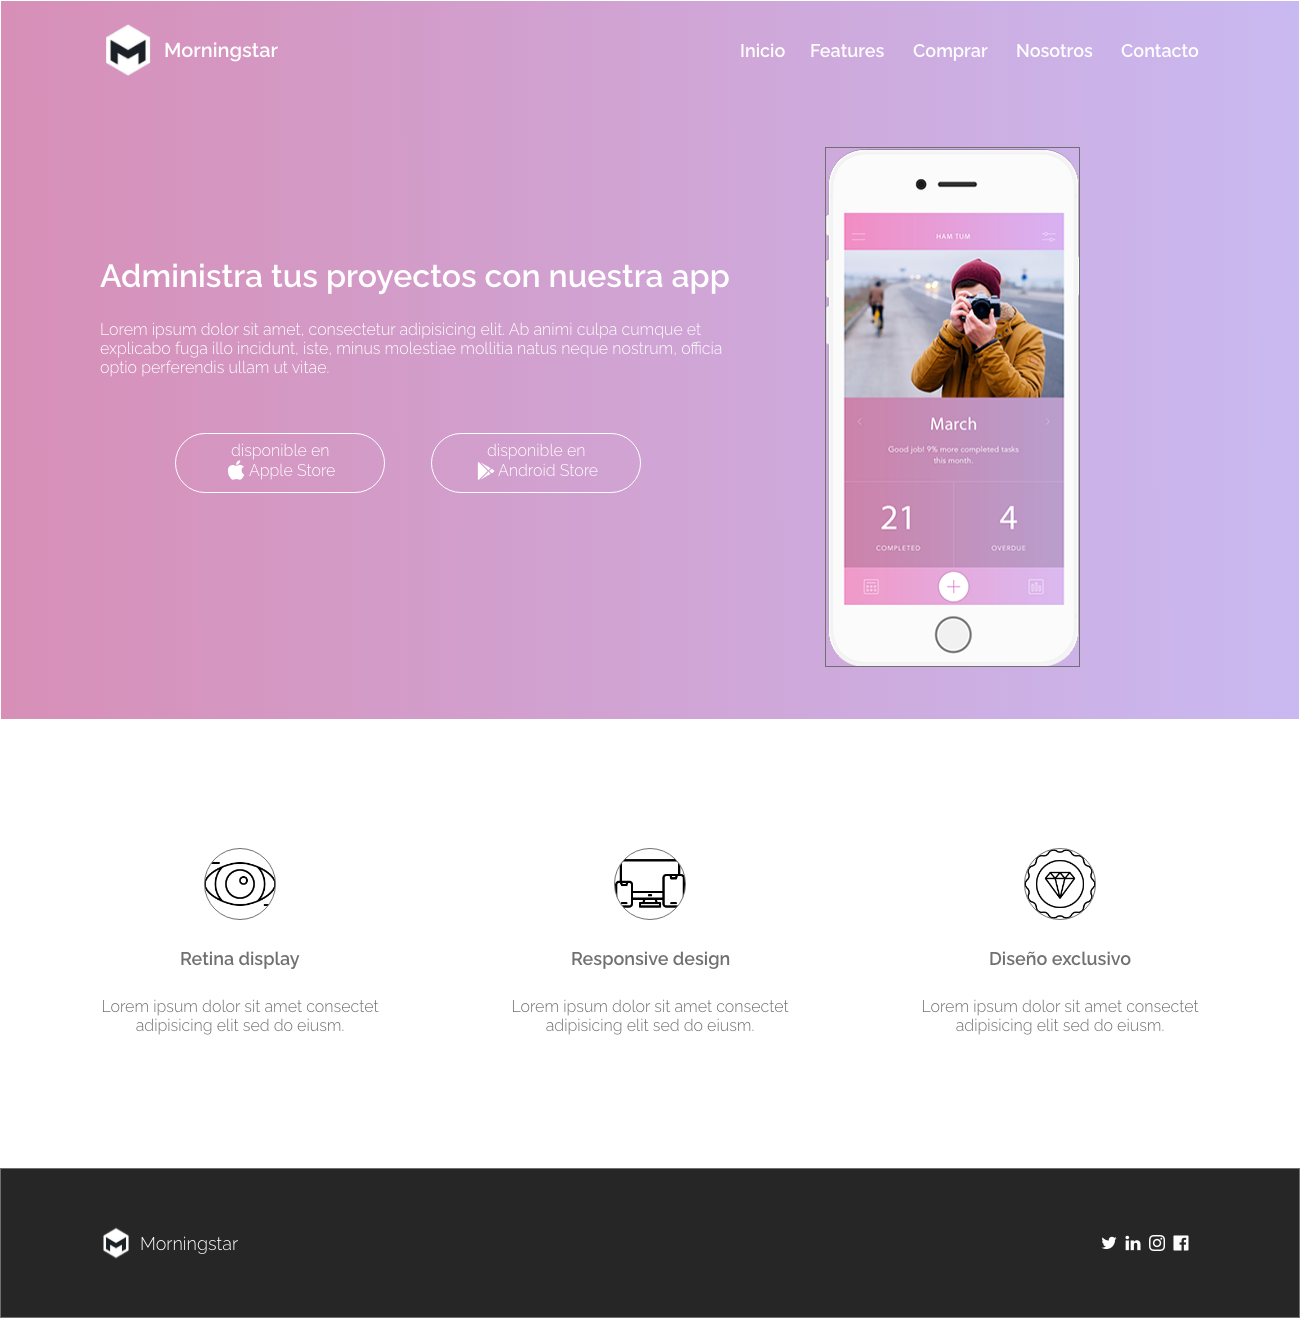 Morningstar
Inicio Features Comprar Nosotros Contacto
HAM TUM
Administra tus proyectos con nuestra app
Lorem ipsum dolor sit amet, consectetur adipisicing elit. Ab animi culpa cumque et
explicabo fuga illo incidunt, iste, minus molestiae mollitia natus neque nostrum, officia
optio perferendis ullam ut vitae.
disponible en
Apple Store
disponible en
Android Store
March
Good job! 9% more completed tasks
this month.
21
COMPLETED
4
OVERDUE
Retina display
Lorem ipsum dolor sit amet consectet
adipisicing elit sed do eiusm.
Responsive design
Lorem ipsum dolor sit amet consectet
adipisicing elit sed do eiusm.
Diseño exclusivo
Lorem ipsum dolor sit amet consectet
adipisicing elit sed do eiusm.
Morningstar